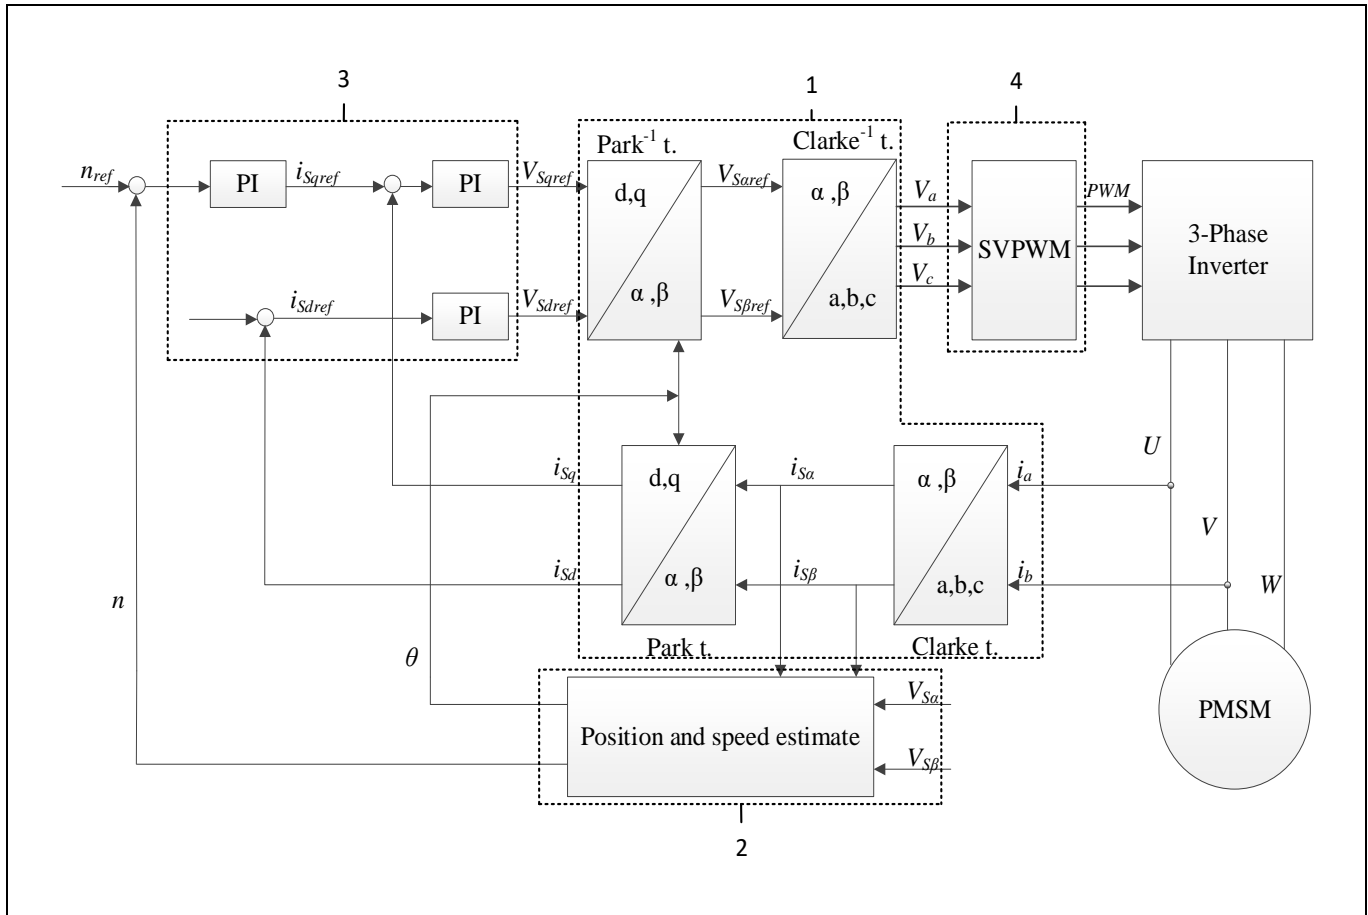 3
1
4
Park⁻¹ t.
Clarke⁻¹ t.
n_ref
PI
i_Sqref
PI
V_Sqref
d,q
α ,β
V_Sαref
α ,β
a,b,c
V_a
V_b
V_c
SVPWM
PWM
3-Phase
Inverter
i_Sdref
PI
V_Sdref
V_Sβref
U
V
W
i_Sq
d,q
α ,β
i_Sα
α ,β
a,b,c
i_a
i_Sd
i_Sβ
i_b
n
θ
Park t.
Clarke t.
Position and speed estimate
V_Sα
V_Sβ
PMSM
2